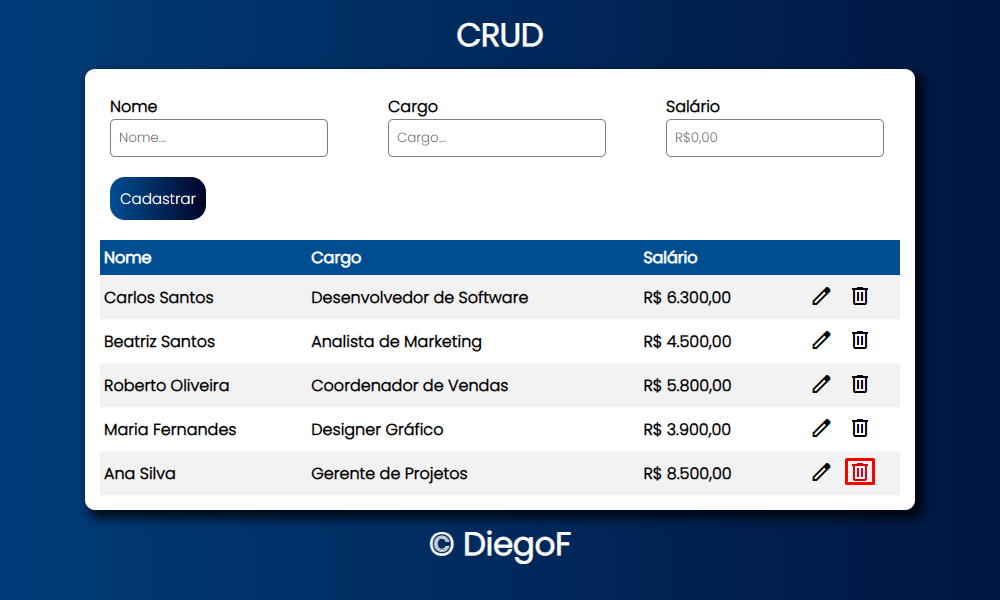 CRUD
Nome Cargo Salário
Nome... Cargo... R$0,00
Cadastrar
Nome Cargo Salário
Carlos Santos Desenvolvedor de Software R$ 6.300,00
Beatriz Santos Analista de Marketing R$ 4.500,00
Roberto Oliveira Coordenador de Vendas R$ 5.800,00
Maria Fernandes Designer Gráfico R$ 3.900,00
Ana Silva Gerente de Projetos R$ 8.500,00
© DiegoF